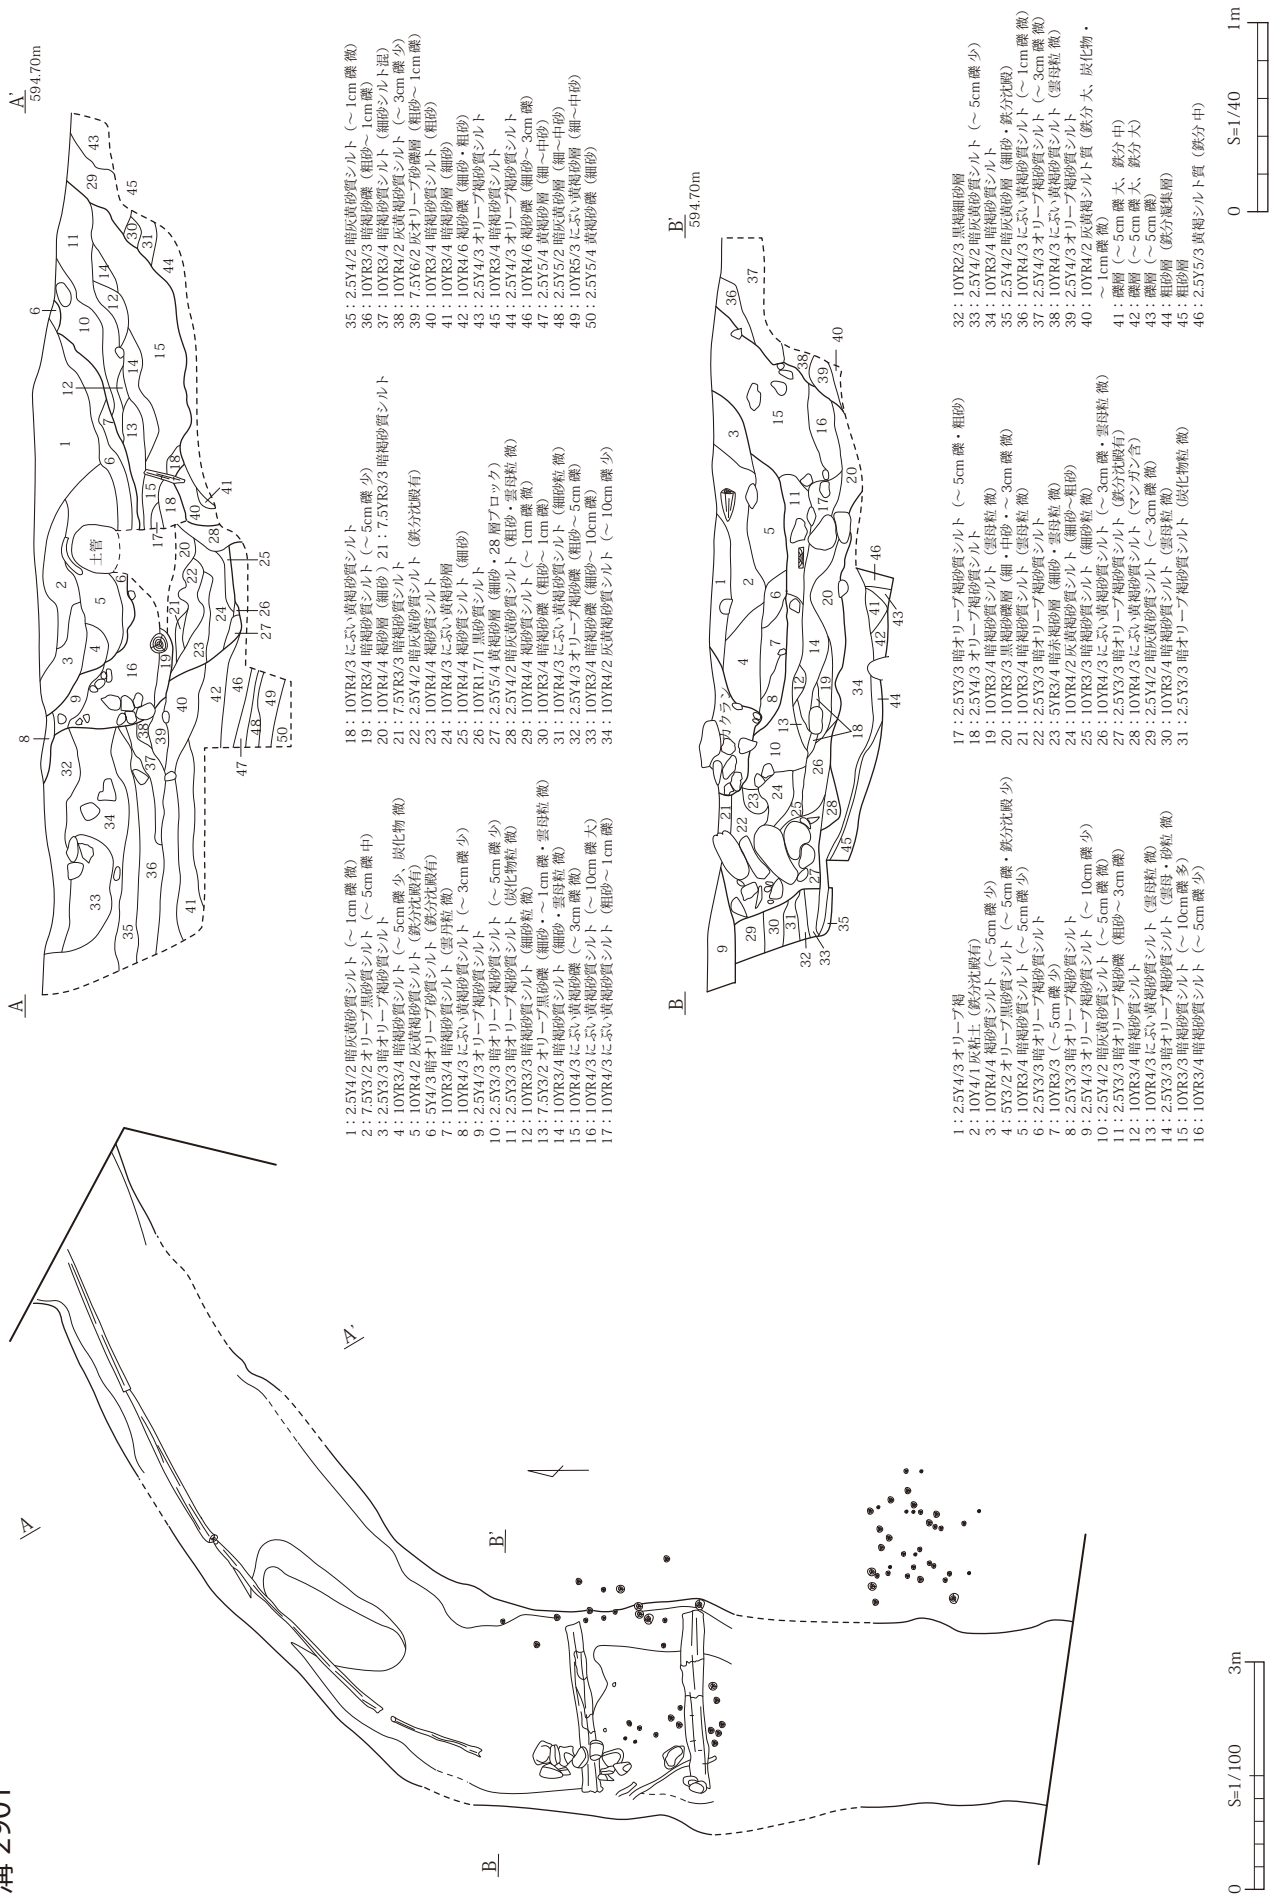 溝 2901
A
A'
594.70m
土管
1：2.5Y4/2 暗灰黄砂質シルト（～ 1cm 礫 微）
2：7.5Y3/2 オリーブ黒砂質シルト（～ 5cm 礫 中）
3：2.5Y3/3 暗オリーブ褐砂質シルト
4：10YR3/4 暗褐砂質シルト（～ 5cm 礫 少、炭化物 微）
5：10YR4/2 灰黄褐砂質シルト（鉄分沈殿有）
6：5Y4/3 暗オリーブ砂質シルト（鉄分沈殿有）
7：10YR3/4 暗褐砂質シルト（雲丹粒 微）
8：10YR4/3 にぶい黄褐砂質シルト（～ 3cm 礫 少）
9：2.5Y4/3 オリーブ褐砂質シルト
10：2.5Y3/3 暗オリーブ褐砂質シルト（～ 5cm 礫 少）
11：2.5Y3/3 暗オリーブ褐砂質シルト（炭化物粒 微）
12：10YR3/3 暗褐砂質シルト（細砂粒 微）
13：7.5Y3/2 オリーブ黒砂礫（細砂・～ 1cm 礫・雲母粒 微）
14：10YR3/4 暗褐砂質シルト（細砂・雲母粒 微）
15：10YR4/3 にぶい黄褐砂礫（～ 3cm 礫 微）
16：10YR4/3 にぶい黄褐砂質シルト（～ 10cm 礫 大）
17：10YR4/3 にぶい黄褐砂質シルト（粗砂～ 1cm 礫）
18：10YR4/3 にぶい黄褐砂質シルト
19：10YR3/4 暗褐砂質シルト（～ 5cm 礫 少）
20：10YR4/4 褐砂層（細砂）21：7.5YR3/3 暗褐砂質シルト
21：7.5YR3/3 暗褐砂質シルト
22：2.5Y4/2 暗灰黄砂質シルト（鉄分沈殿有）
23：10YR4/4 褐砂質シルト
24：10YR4/3 にぶい黄褐砂層
25：10YR4/4 褐砂質シルト（細砂）
26：10YR1.7/1 黒砂質シルト
27：2.5Y5/4 黄褐砂層（細砂・28 層ブロック）
28：2.5Y4/2 暗灰黄砂質シルト（粗砂・雲母粒 微）
29：10YR4/4 褐砂質シルト（～ 1cm 礫 微）
30：10YR3/4 暗褐砂礫（粗砂～ 1cm 礫）
31：10YR4/3 にぶい黄褐砂質シルト（細砂粒 微）
32：2.5Y4/3 オリーブ褐砂礫（粗砂～ 5cm 礫）
33：10YR3/4 暗褐砂礫（細砂～ 10cm 礫）
34：10YR4/2 灰黄褐砂質シルト（～ 10cm 礫 少）
35：2.5Y4/2 暗灰黄砂質シルト（～ 1cm 礫 微）
36：10YR3/3 暗褐砂礫（粗砂～ 1cm 礫）
37：10YR3/4 暗褐砂質シルト（細砂シルト混）
38：10YR4/2 灰黄褐砂質シルト（～ 3cm 礫 少）
39：7.5Y6/2 灰オリーブ砂礫層（粗砂～ 1cm 礫）
40：10YR3/4 暗褐砂質シルト（粗砂）
41：10YR3/4 暗褐砂層（細砂）
42：10YR4/6 褐砂礫（細砂・粗砂）
43：2.5Y4/3 オリーブ褐砂質シルト
45：10YR3/4 暗褐砂質シルト
44：2.5Y4/3 オリーブ褐砂質シルト
46：10YR4/6 褐砂礫（細砂～ 3cm 礫）
47：2.5Y5/4 黄褐砂層（細～中砂）
48：2.5Y5/2 暗灰黄砂層（細～中砂）
49：10YR5/3 にぶい黄褐砂層（細～中砂）
50：2.5Y5/4 黄褐砂礫（細砂）
B
B'
594.70m
カクラン
1：2.5Y4/3 オリーブ褐
2：10Y4/1 灰粘土（鉄分沈殿有）
3：10YR4/4 褐砂質シルト（～ 5cm 礫 少）
4：5Y3/2 オリーブ黒砂質シルト（～ 5cm 礫・鉄分沈殿 少）
5：10YR3/4 暗褐砂質シルト（～ 5cm 礫 少）
6：2.5Y3/3 暗オリーブ褐砂質シルト
7：10YR3/3（～ 5cm 礫 少）
8：2.5Y3/3 暗オリーブ褐砂質シルト
9：2.5Y4/3 オリーブ褐砂質シルト（～ 10cm 礫 少）
10：2.5Y4/2 暗灰黄砂質シルト（～ 5cm 礫 微）
11：2.5Y3/3 暗オリーブ褐砂礫（粗砂～ 3cm 礫）
12：10YR3/4 暗褐砂質シルト
13：10YR4/3 にぶい黄褐砂質シルト（雲母粒 微）
14：2.5Y3/3 暗オリーブ褐砂質シルト（雲母・砂粒 微）
15：10YR3/3 暗褐砂質シルト（～ 10cm 礫 多）
16：10YR3/4 暗褐砂質シルト（～ 5cm 礫 少）
17：2.5Y3/3 暗オリーブ褐砂質シルト（～ 5cm 礫・粗砂）
18：2.5Y4/3 オリーブ褐砂質シルト
19：10YR3/4 暗褐砂質シルト（雲母粒 微）
20：10YR2/3 黒褐砂礫層（細・中砂・～ 3cm 礫 微）
21：10YR3/4 暗褐砂質シルト（雲母粒 微）
22：2.5Y3/3 暗オリーブ褐砂質シルト
23：5YR3/4 暗赤褐砂層（細砂・雲母粒 微）
24：10YR4/2 灰黄褐砂質シルト（細砂～粗砂）
25：10YR3/3 暗褐砂質シルト（細砂粒 微）
26：10YR4/3 にぶい黄褐砂質シルト（～ 3cm 礫・雲母粒 微）
27：2.5Y3/3 暗オリーブ褐砂質シルト（鉄分沈殿有）
28：10YR4/3 にぶい黄褐砂質シルト（マンガン含）
29：2.5Y4/2 暗灰黄砂質シルト（～ 3cm 礫 微）
30：10YR3/4 暗褐砂質シルト（雲母粒 微）
31：2.5Y3/3 暗オリーブ褐砂質シルト（炭化物粒 微）
32：10YR2/3 黒褐細砂層
33：2.5Y4/2 暗灰黄砂質シルト（～ 5cm 礫 少）
34：10YR3/4 暗褐砂質シルト
35：2.5Y4/2 暗灰黄砂層（細砂・鉄分沈殿）
36：10YR4/3 にぶい黄褐砂質シルト（～ 1cm 礫 微）
37：2.5Y4/3 オリーブ褐砂質シルト（～ 3cm 礫 微）
38：10YR4/3 にぶい黄褐砂質シルト（雲母粒 微）
39：2.5Y4/3 オリーブ褐砂質シルト
40：10YR4/2 灰黄褐シルト質（鉄分 大、炭化物・
～ 1cm 礫 微）
41：礫層（～ 5cm 礫 大、鉄分 中）
42：礫層（～ 5cm 礫 大、鉄分 大）
43：礫層（～ 5cm 礫）
44：粗砂層（鉄分凝集層）
45：粗砂層
46：2.5Y5/3 黄褐シルト質（鉄分 中）
A
A'
B
B'
0
S=1/100
3m
0
S=1/40
1m